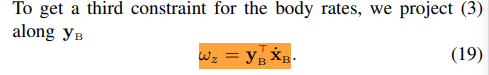 To get a third constraint for the body rates, we project (3)
along y_B
ω_z = y_B^⊤ ẋ_B. (19)